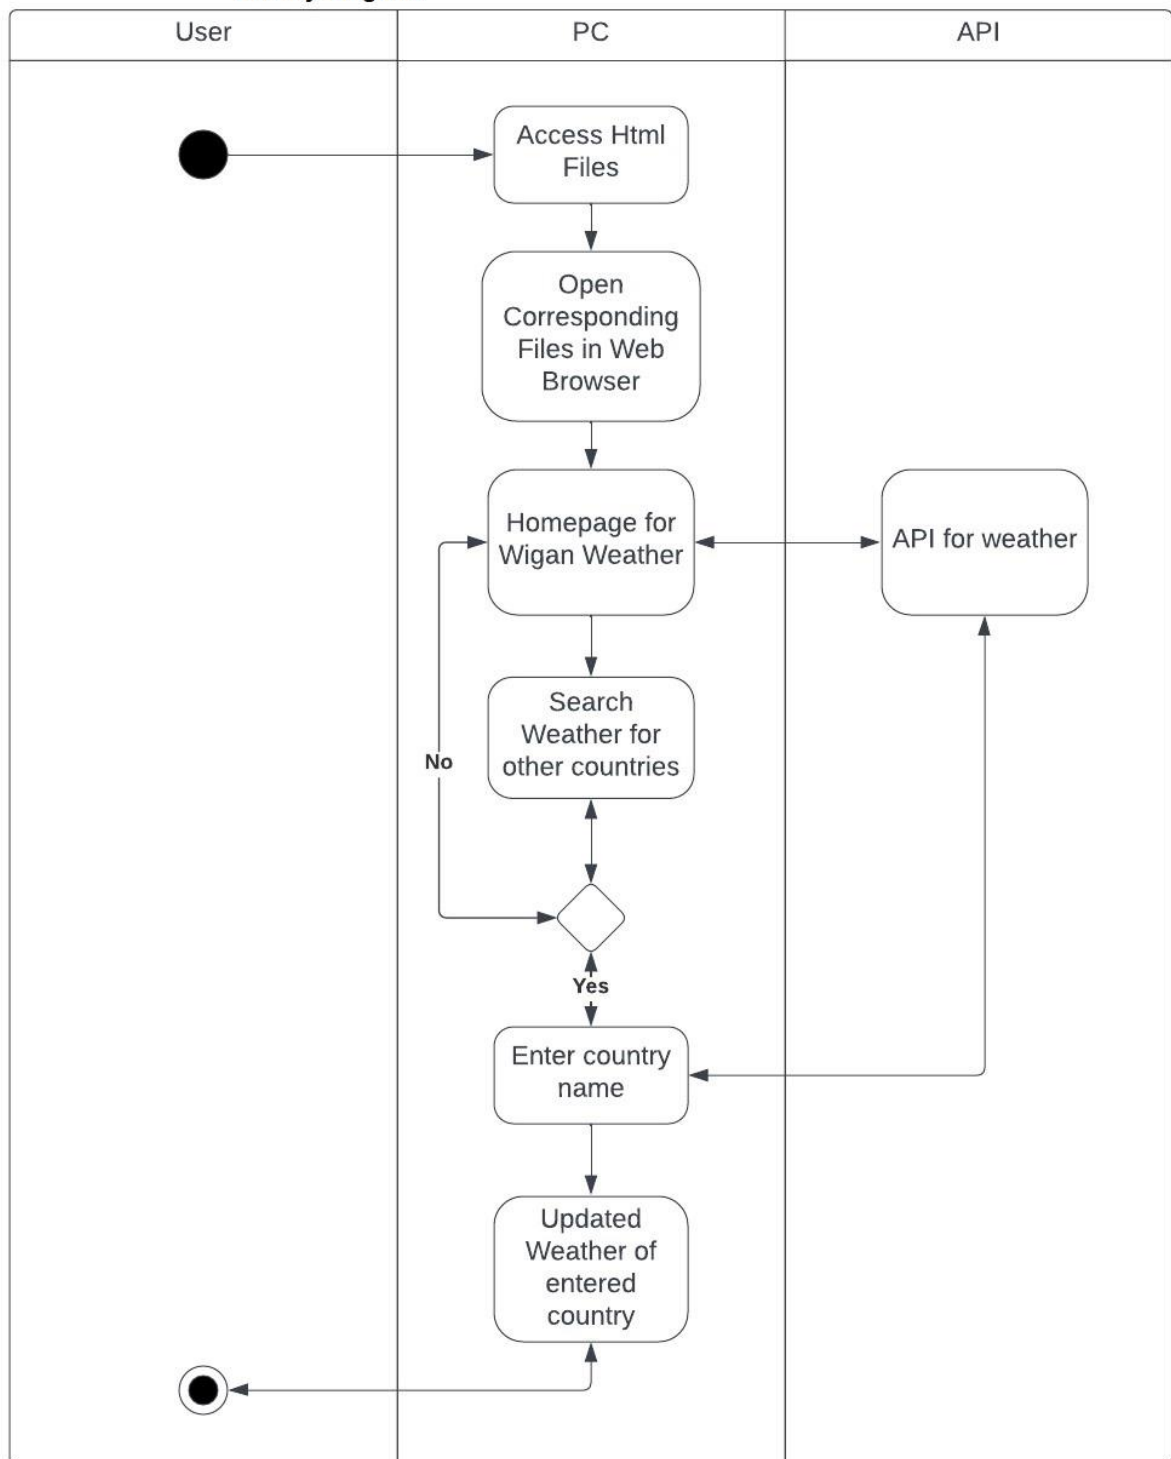 User
PC
API
Access Html
Files
Open
Corresponding
Files in Web
Browser
Homepage for
Wigan Weather
API for weather
Search
Weather for
other countries
No
Yes
Enter country
name
Updated
Weather of
entered
country